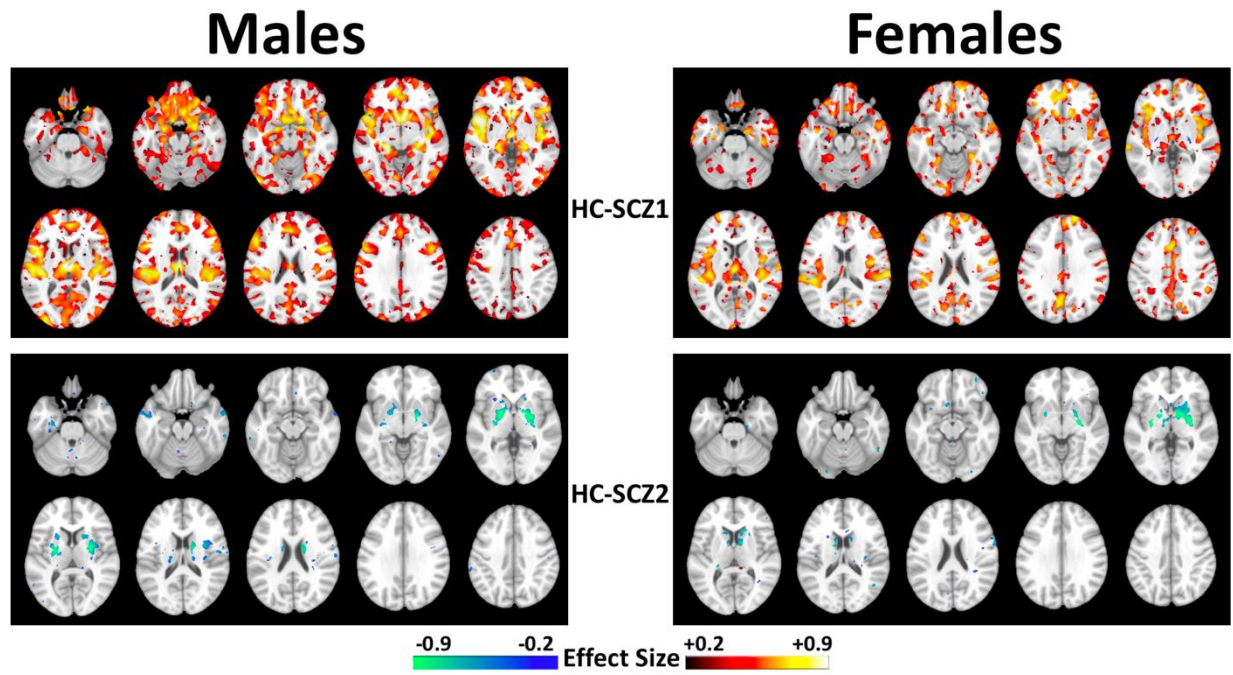 Males
Females
HC-SCZ1
HC-SCZ2
-0.9
-0.2
Effect Size
+0.2
+0.9